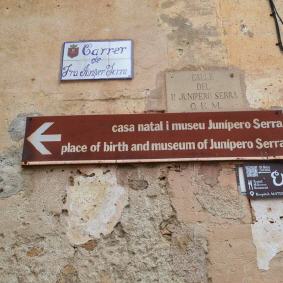 Carrer
de
Fra Juniper Serra
CALLE
DEL
P. JUNIPERO SERRA
O.F.M.
casa natal i museu Junípero Serra
place of birth and museum of Junípero Serra